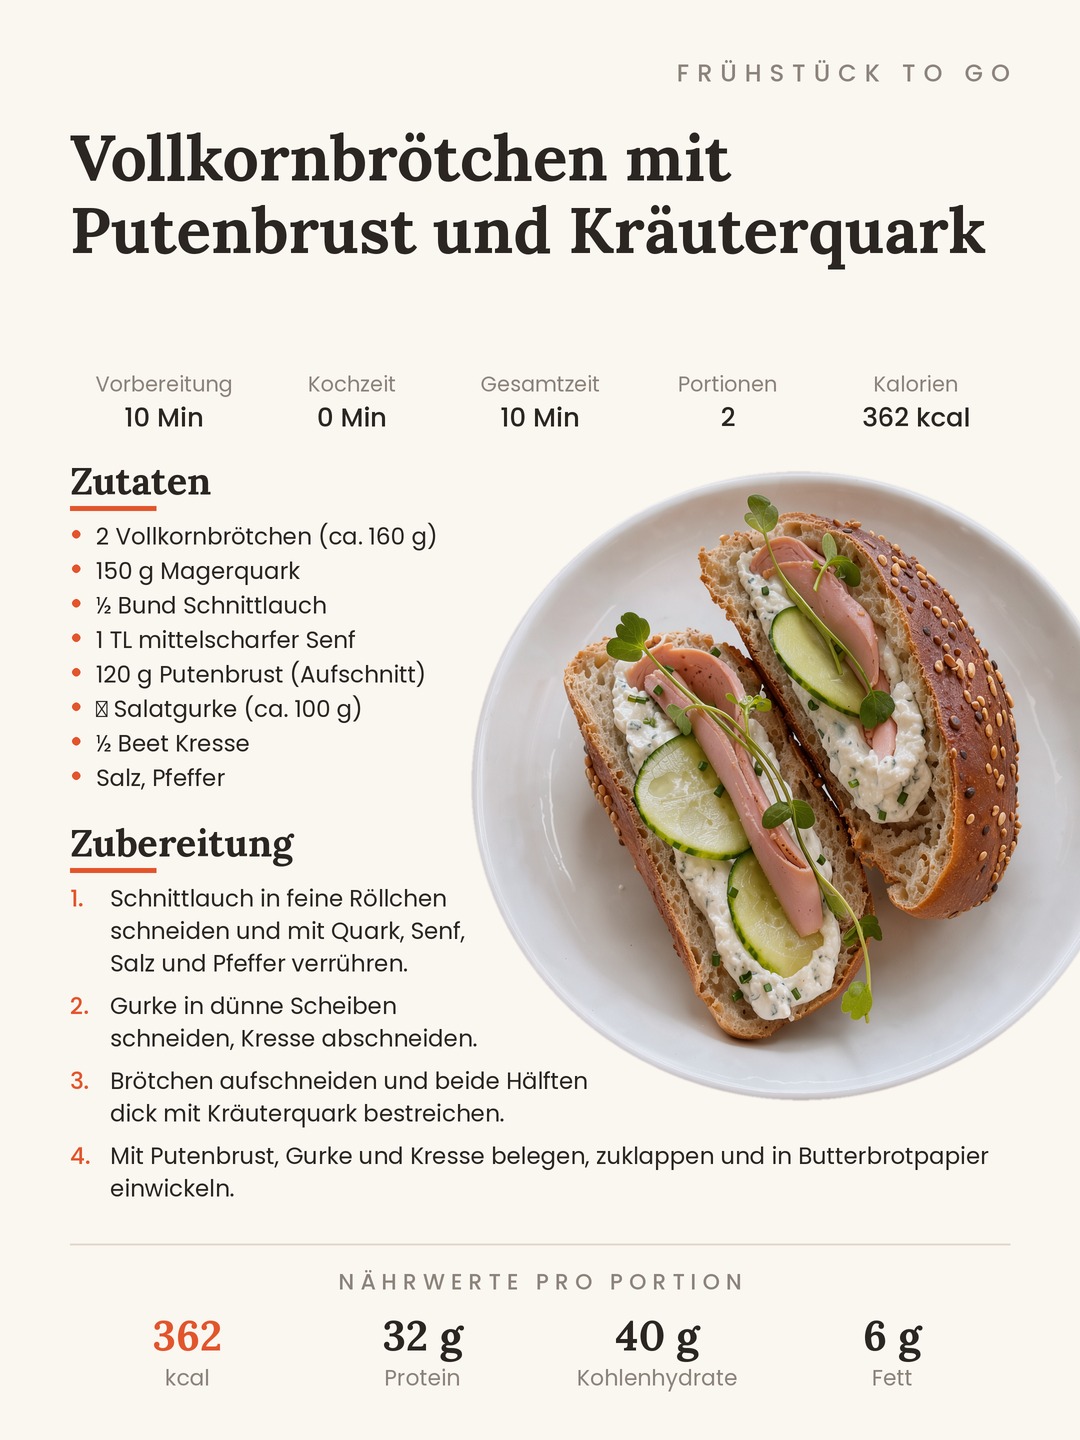 FRÜHSTÜCK TO GO
Vollkornbrötchen mit
Putenbrust und Kräuterquark
Vorbereitung
10 Min
Kochzeit
0 Min
Gesamtzeit
10 Min
Portionen
2
Kalorien
362 kcal
Zutaten
• 2 Vollkornbrötchen (ca. 160 g)
• 150 g Magerquark
• ½ Bund Schnittlauch
• 1 TL mittelscharfer Senf
• 120 g Putenbrust (Aufschnitt)
• Salatgurke (ca. 100 g)
• ½ Beet Kresse
• Salz, Pfeffer
Zubereitung
1. Schnittlauch in feine Röllchen
schneiden und mit Quark, Senf,
Salz und Pfeffer verrühren.
2. Gurke in dünne Scheiben
schneiden, Kresse abschneiden.
3. Brötchen aufschneiden und beide Hälften
dick mit Kräuterquark bestreichen.
4. Mit Putenbrust, Gurke und Kresse belegen, zuklappen und in Butterbrotpapier
einwickeln.
NÄHRWERTE PRO PORTION
362
kcal
32 g
Protein
40 g
Kohlenhydrate
6 g
Fett